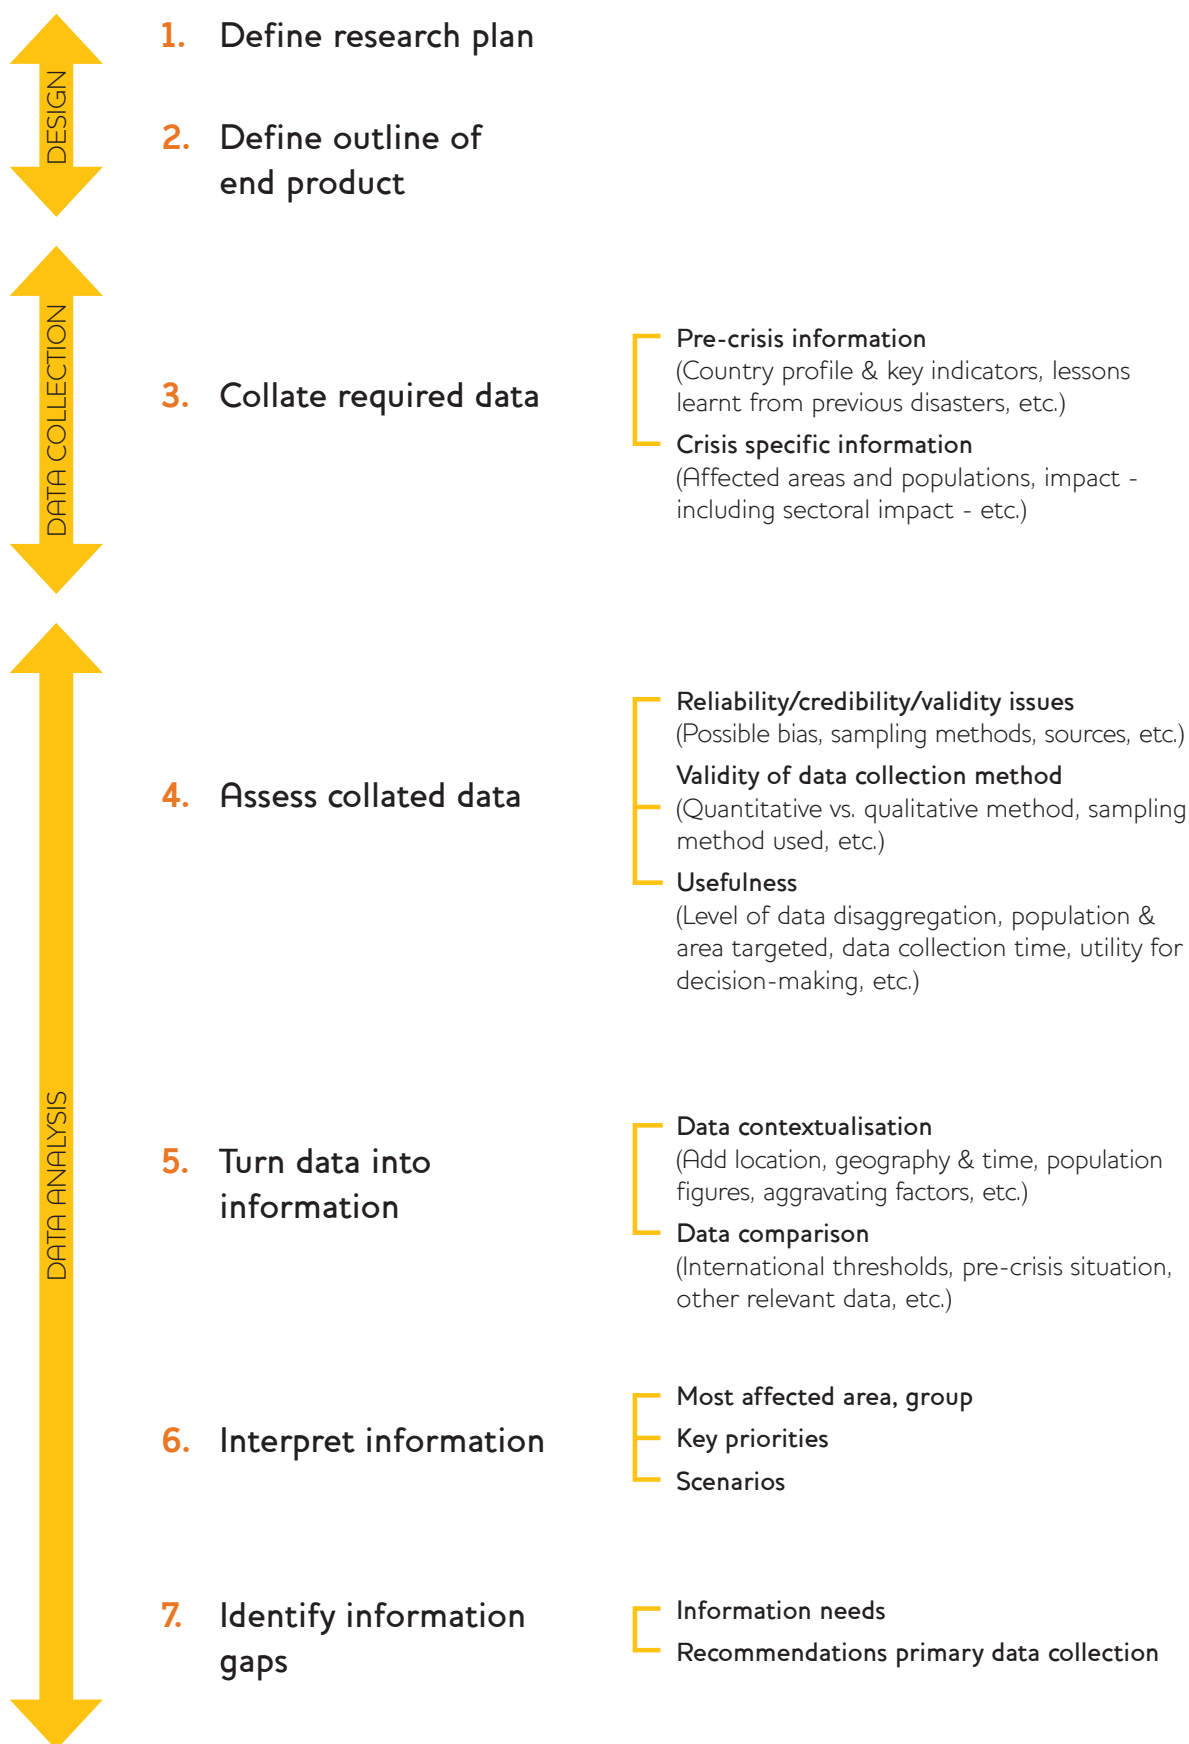 DESIGN
1. Define research plan
2. Define outline of
end product
DATA COLLECTION
3. Collate required data
Pre-crisis information
(Country profile & key indicators, lessons
learnt from previous disasters, etc.)
Crisis specific information
(Affected areas and populations, impact -
including sectoral impact - etc.)
DATA ANALYSIS
4. Assess collated data
Reliability/credibility/validity issues
(Possible bias, sampling methods, sources, etc.)
Validity of data collection method
(Quantitative vs. qualitative method, sampling
method used, etc.)
Usefulness
(Level of data disaggregation, population &
area targeted, data collection time, utility for
decision-making, etc.)
5. Turn data into
information
Data contextualisation
(Add location, geography & time, population
figures, aggravating factors, etc.)
Data comparison
(International thresholds, pre-crisis situation,
other relevant data, etc.)
6. Interpret information
Most affected area, group
Key priorities
Scenarios
7. Identify information
gaps
Information needs
Recommendations primary data collection